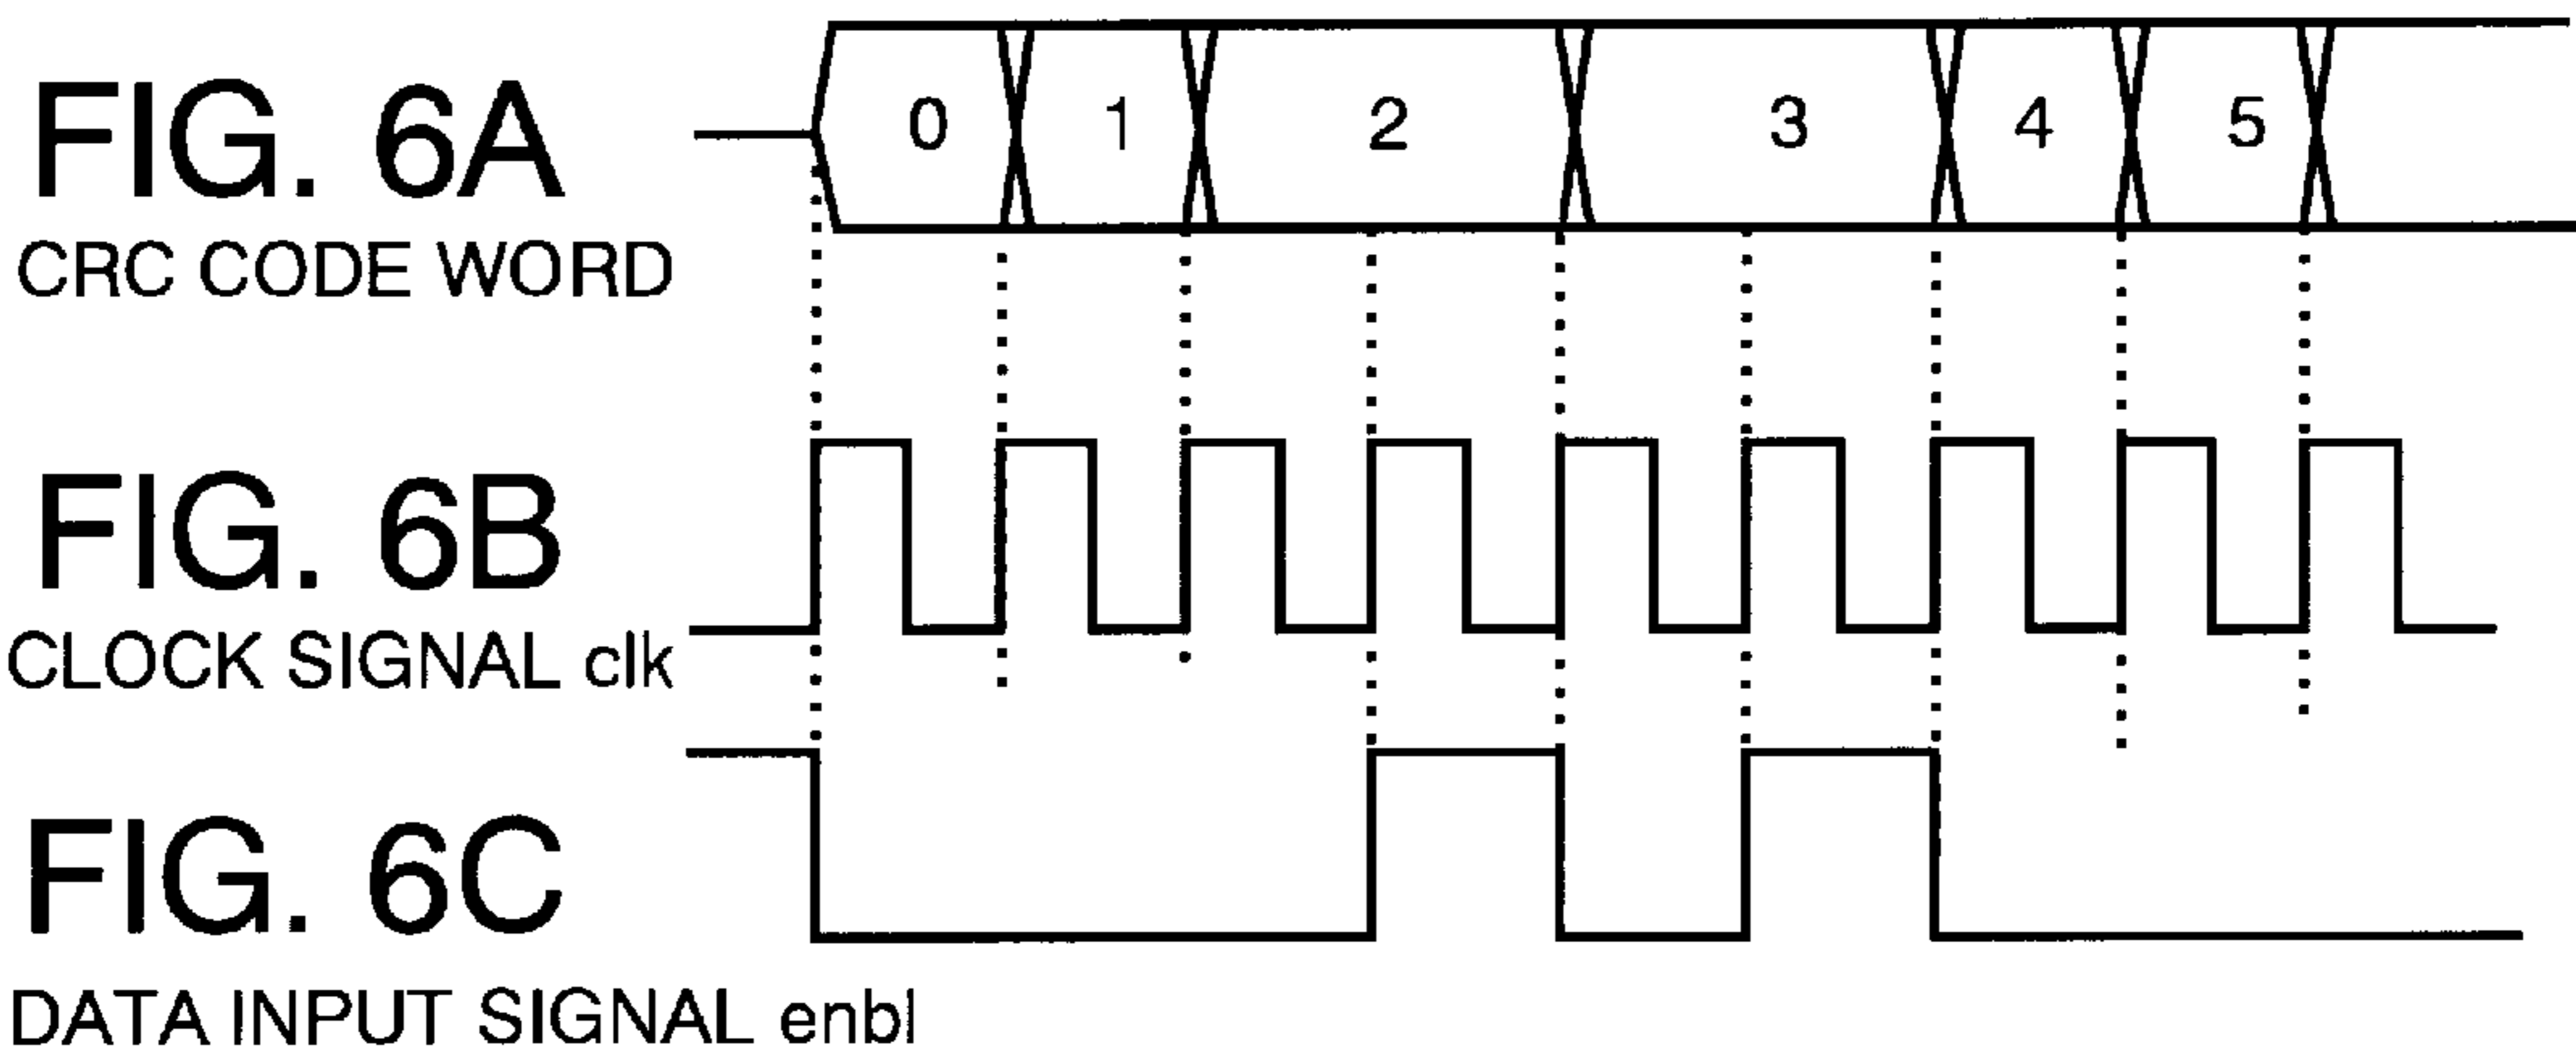 FIG. 6A
CRC CODE WORD
0 1 2 3 4 5
FIG. 6B
CLOCK SIGNAL clk
FIG. 6C
DATA INPUT SIGNAL enbl